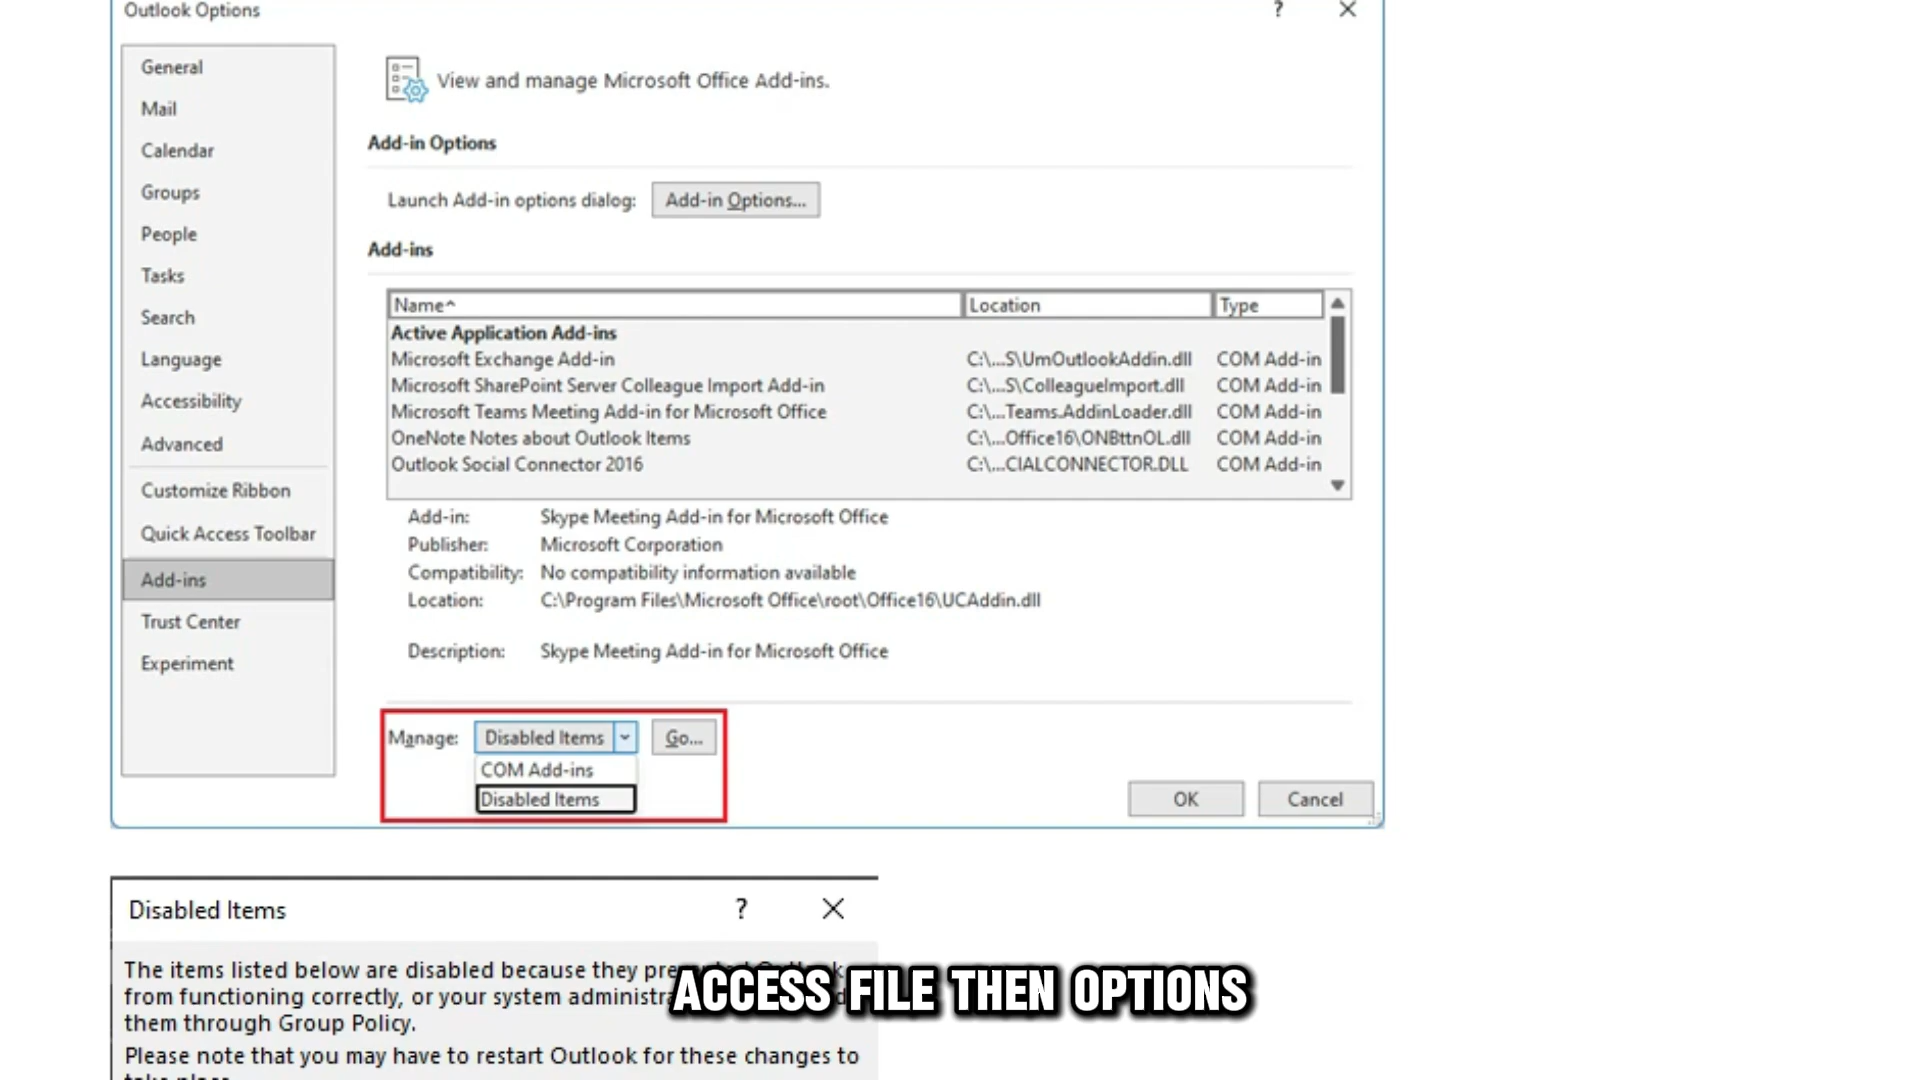 Outlook Options
?
General
Mail
Calendar
Groups
People
Tasks
Search
Language
Accessibility
Advanced
Customize Ribbon
Quick Access Toolbar
Add-ins
Trust Center
Experiment
View and manage Microsoft Office Add-ins.
Add-in Options
Launch Add-in options dialog: Add-in Options...
Add-ins
Name^ Location Type
Active Application Add-ins
Microsoft Exchange Add-in C:\...S\UmOutlookAddin.dll COM Add-in
Microsoft SharePoint Server Colleague Import Add-in C:\...S\ColleagueImport.dll COM Add-in
Microsoft Teams Meeting Add-in for Microsoft Office C:\...Teams.AddinLoader.dll COM Add-in
OneNote Notes about Outlook Items C:\...Office16\ONBttnOL.dll COM Add-in
Outlook Social Connector 2016 C:\...CIALCONNECTOR.DLL COM Add-in
Add-in: Skype Meeting Add-in for Microsoft Office
Publisher: Microsoft Corporation
Compatibility: No compatibility information available
Location: C:\Program Files\Microsoft Office\root\Office16\UCAddin.dll
Description: Skype Meeting Add-in for Microsoft Office
Manage: Disabled Items Go...
COM Add-ins
Disabled Items
OK Cancel
Disabled Items ?
The items listed below are disabled because they
from functioning correctly, or your system
them through Group Policy.
Please note that you may have to restart Outlook for these changes to
ACCESS FILE THEN OPTIONS